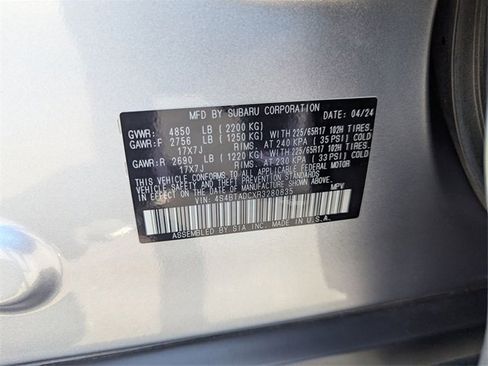 MFD BY SUBARU CORPORATION DATE: 04/24
GVWR: 4850 LB (2200 KG)
GAWR:F 2756 LB (1250 KG) WITH 225/65R17 102H TIRES.
17X7J RIMS. AT 240 KPA ( 35 PSI) COLD
GAWR:R 2690 LB (1220 KG) WITH 225/65R17 102H TIRES.
17X7J RIMS. AT 230 KPA ( 33 PSI) COLD
THIS VEHICLE CONFORMS TO ALL APPLICABLE FEDERAL MOTOR
VEHICLE SAFETY AND THEFT PREVENTION STANDARDS
IN EFFECT ON THE DATE OF MANUFACTURE SHOWN ABOVE.
MPV
VIN: 4S4BTADCXR3280835
ASSEMBLED BY SIA INC. MADE IN U.S.A.